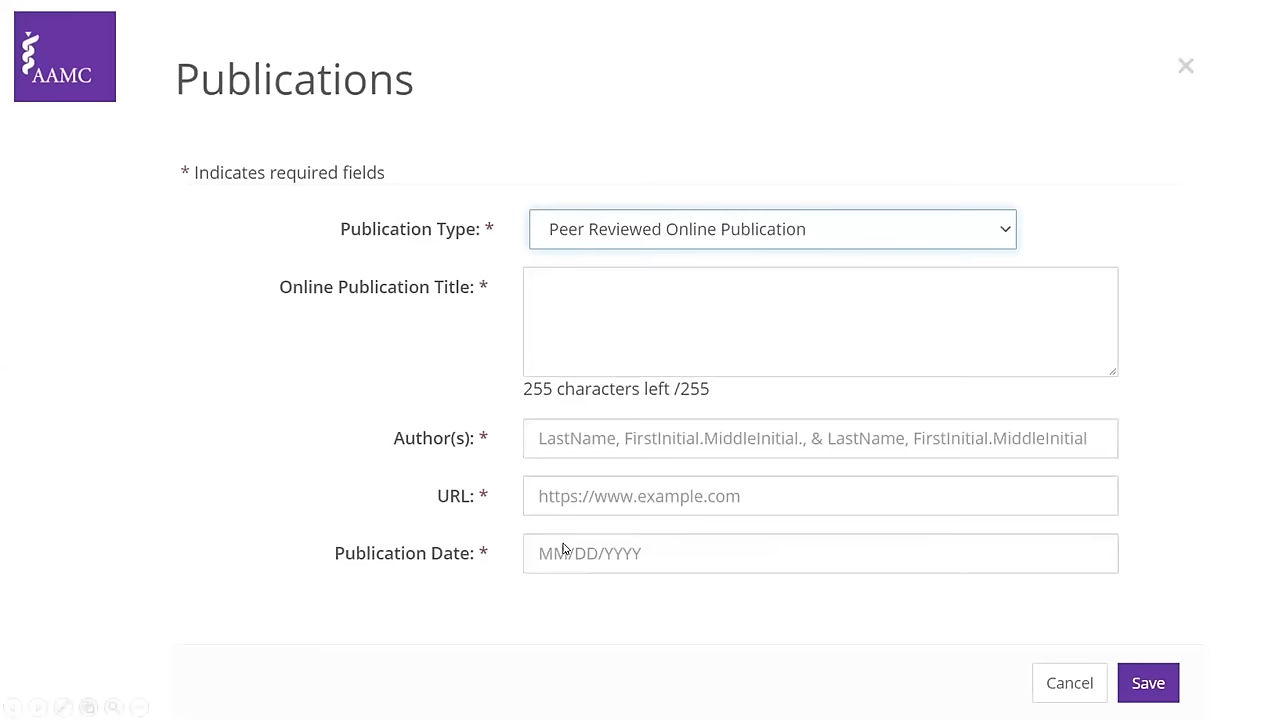 AAMC
Publications
* Indicates required fields
Publication Type: * Peer Reviewed Online Publication
Online Publication Title: *
255 characters left /255
Author(s): * LastName, FirstInitial.MiddleInitial., & LastName, FirstInitial.MiddleInitial
URL: * https://www.example.com
Publication Date: * MM/DD/YYYY
Cancel Save